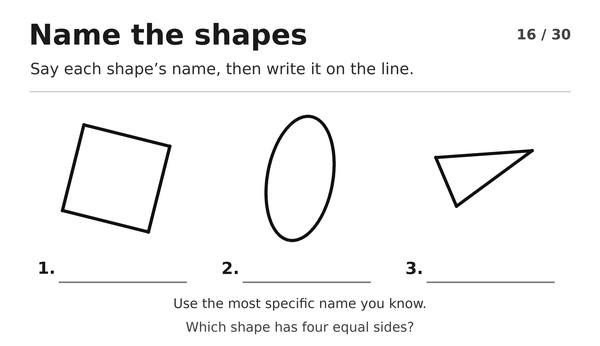 Name the shapes
16 / 30
Say each shape’s name, then write it on the line.
1.
2.
3.
Use the most specific name you know.
Which shape has four equal sides?